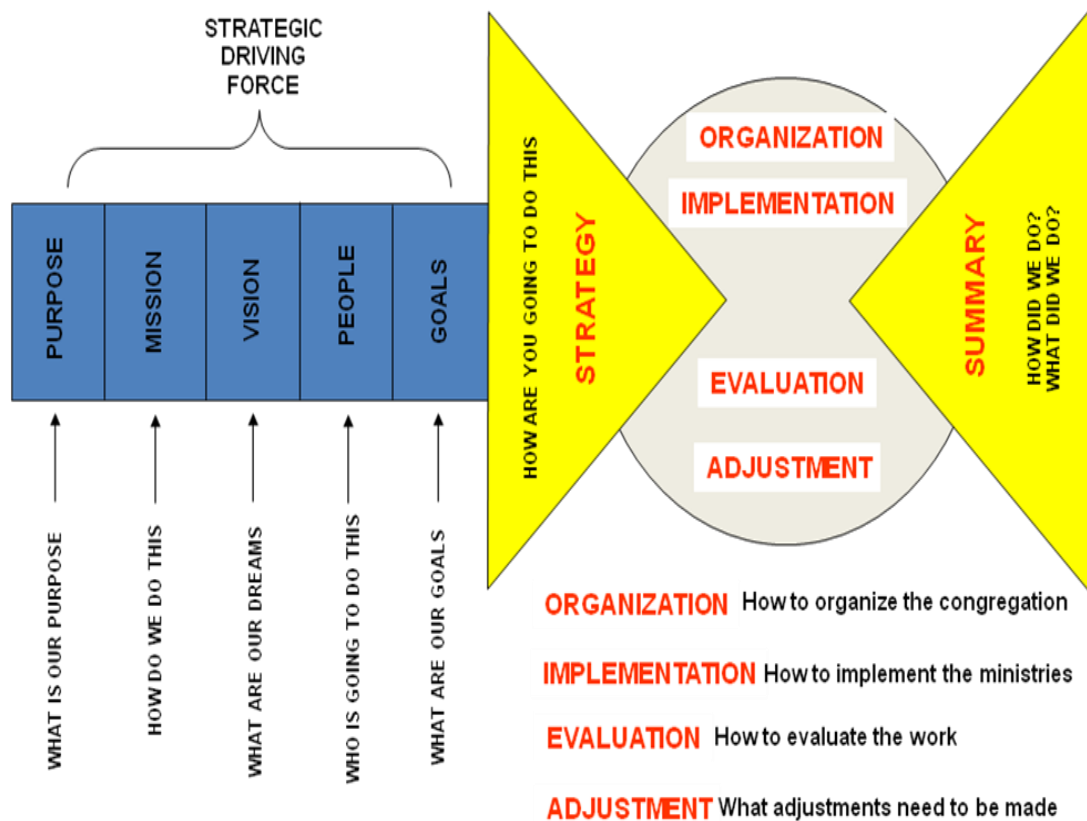 STRATEGIC
DRIVING
FORCE
PURPOSE
MISSION
VISION
PEOPLE
GOALS
WHAT IS OUR PURPOSE
HOW DO WE DO THIS
WHAT ARE OUR DREAMS
WHO IS GOING TO DO THIS
WHAT ARE OUR GOALS
HOW ARE YOU GOING TO DO THIS
STRATEGY
ORGANIZATION
IMPLEMENTATION
EVALUATION
ADJUSTMENT
SUMMARY
HOW DID WE DO?
WHAT DID WE DO?
ORGANIZATION How to organize the congregation
IMPLEMENTATION How to implement the ministries
EVALUATION How to evaluate the work
ADJUSTMENT What adjustments need to be made